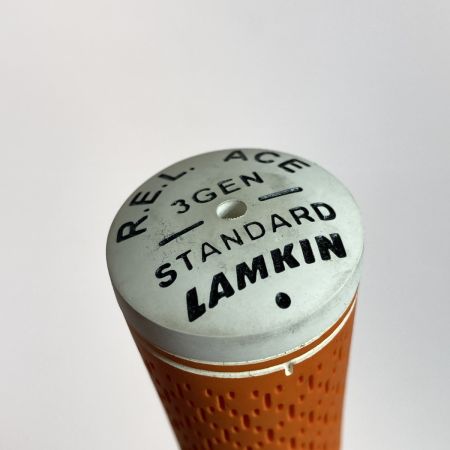 R.E.L. ACE
3GEN
STANDARD
LAMKIN